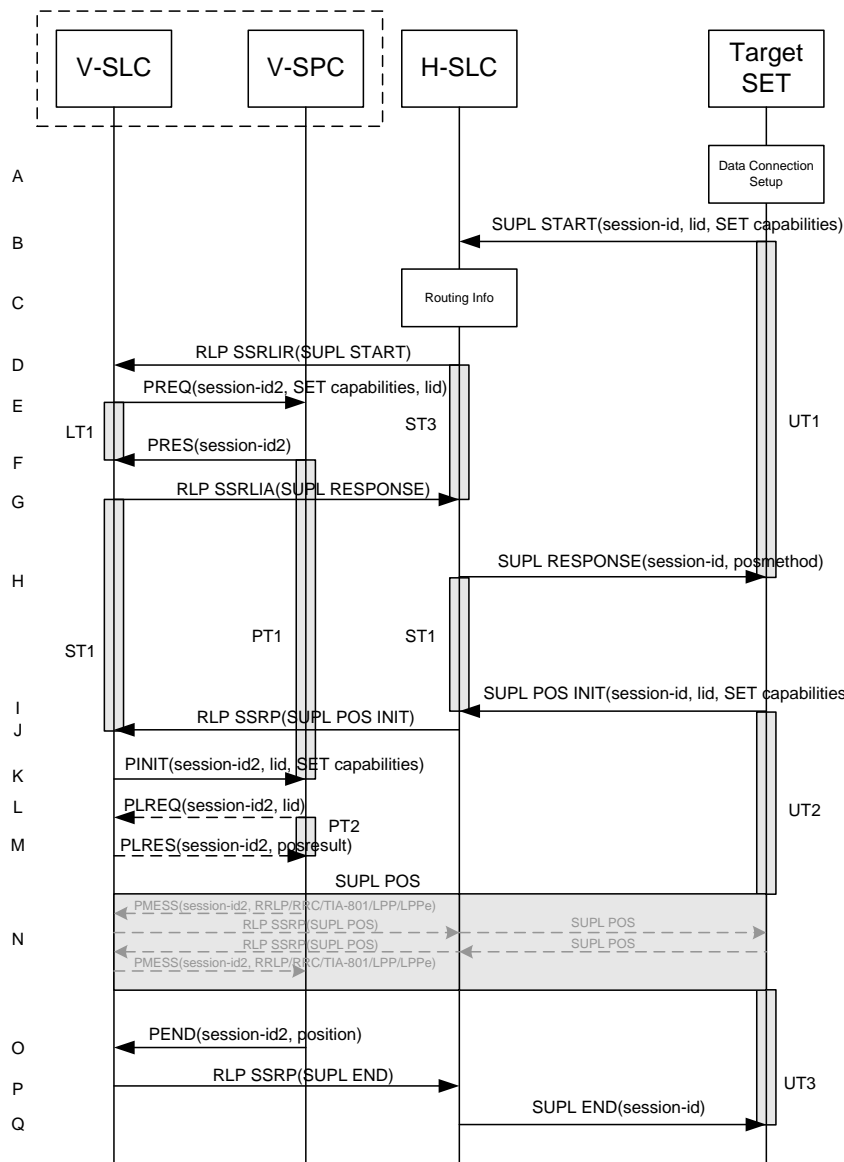 V-SLC
V-SPC
H-SLC
Target
SET
A
Data Connection
Setup
B
SUPL START(session-id, lid, SET capabilities)
C
Routing Info
D
RLP SSRLIR(SUPL START)
E
PREQ(session-id2, SET capabilities, lid)
LT1
ST3
UT1
F
PRES(session-id2)
G
RLP SSRLIA(SUPL RESPONSE)
H
SUPL RESPONSE(session-id, posmethod)
ST1
PT1
ST1
I
SUPL POS INIT(session-id, lid, SET capabilities
J
RLP SSRP(SUPL POS INIT)
K
PINIT(session-id2, lid, SET capabilities)
L
PLREQ(session-id2, lid)
PT2
UT2
M
PLRES(session-id2, posresult)
SUPL POS
N
PMESS(session-id2, RRLP/RRC/TIA-801/LPP/LPPe)
RLP SSRP(SUPL POS)
SUPL POS
RLP SSRP(SUPL POS)
SUPL POS
PMESS(session-id2, RRLP/RRC/TIA-801/LPP/LPPe)
O
PEND(session-id2, position)
P
RLP SSRP(SUPL END)
UT3
Q
SUPL END(session-id)